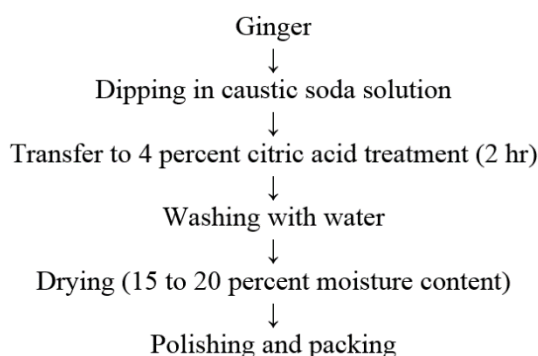 Ginger
↓
Dipping in caustic soda solution
↓
Transfer to 4 percent citric acid treatment (2 hr)
↓
Washing with water
↓
Drying (15 to 20 percent moisture content)
↓
Polishing and packing